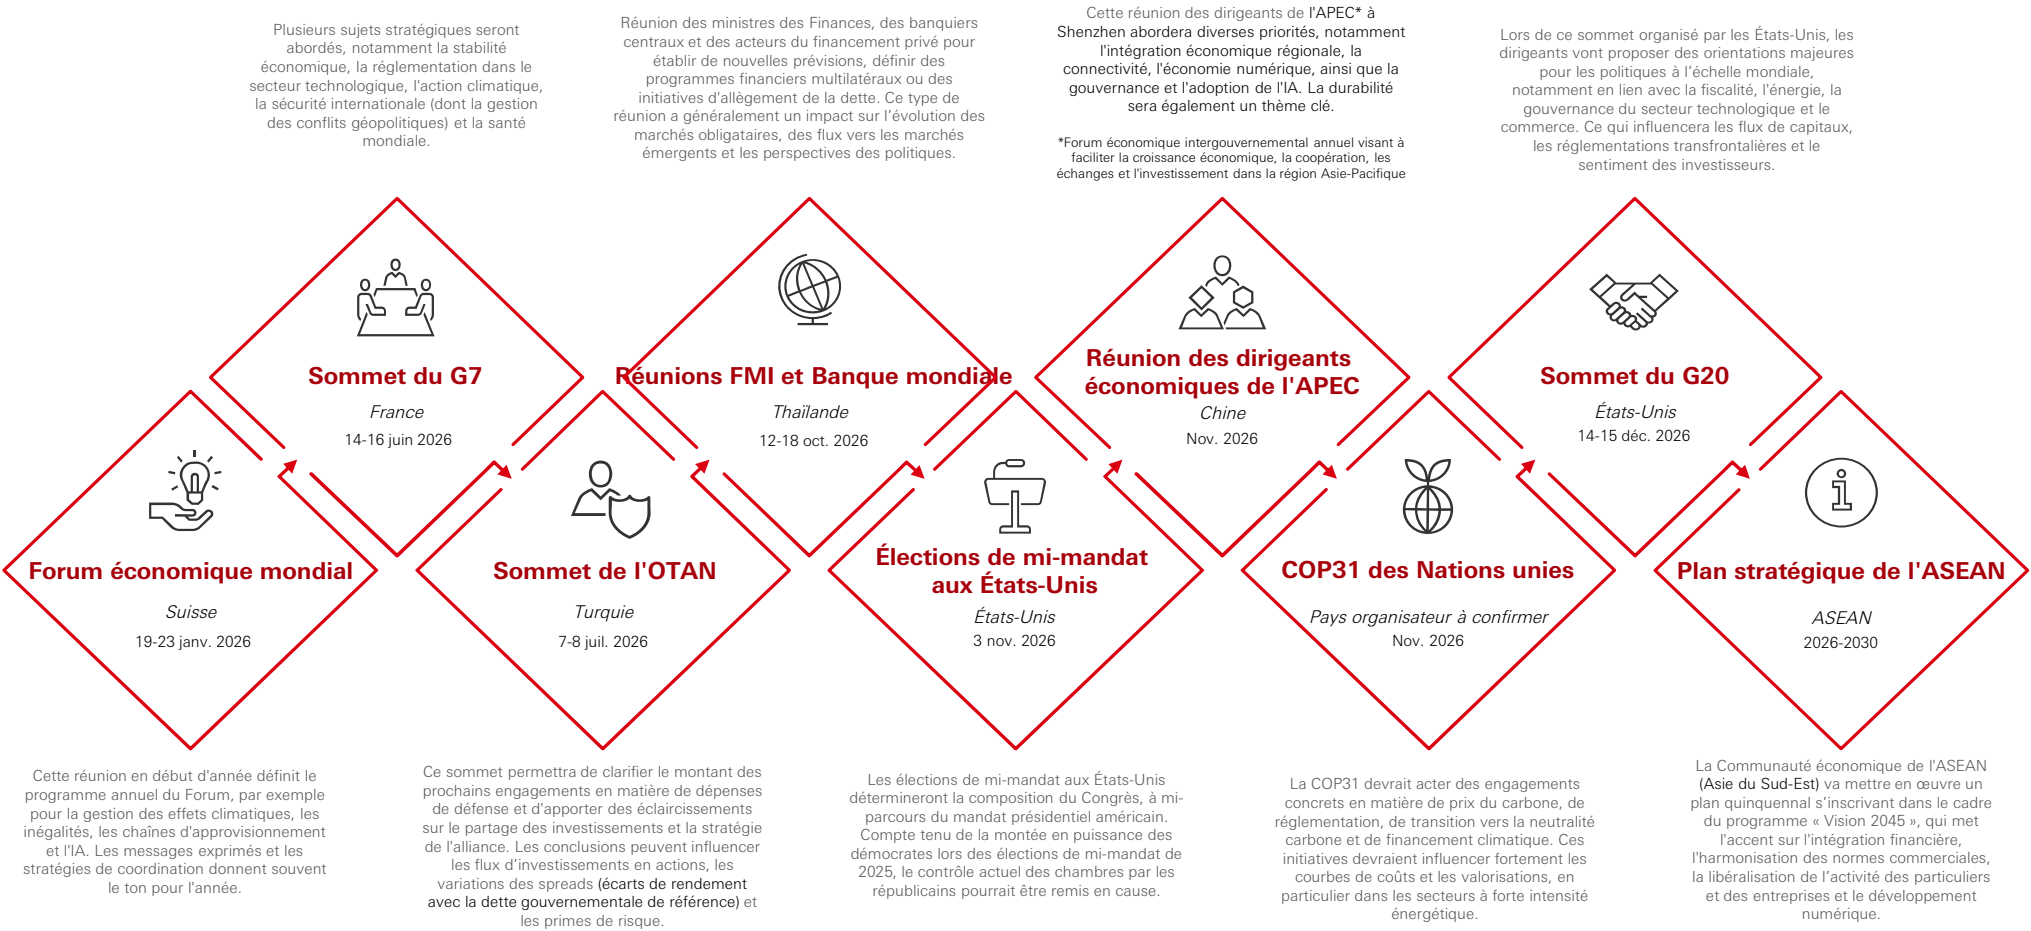 Plusieurs sujets stratégiques seront
abordés, notamment la stabilité
économique, la réglementation dans le
secteur technologique, l'action climatique,
la sécurité internationale (dont la gestion
des conflits géopolitiques) et la santé
mondiale.
Réunion des ministres des Finances, des banquiers
centraux et des acteurs du financement privé pour
établir de nouvelles prévisions, définir des
programmes financiers multilatéraux ou des
initiatives d'allègement de la dette. Ce type de
réunion a généralement un impact sur l'évolution des
marchés obligataires, des flux vers les marchés
émergents et les perspectives des politiques.
Cette réunion des dirigeants de l'APEC* à
Shenzhen abordera diverses priorités, notamment
l'intégration économique régionale, la
connectivité, l'économie numérique, ainsi que la
gouvernance et l'adoption de l'IA. La durabilité
sera également un thème clé.
*Forum économique intergouvernemental annuel visant à
faciliter la croissance économique, la coopération, les
échanges et l'investissement dans la région Asie-Pacifique
Lors de ce sommet organisé par les États-Unis, les
dirigeants vont proposer des orientations majeures
pour les politiques à l’échelle mondiale,
notamment en lien avec la fiscalité, l'énergie, la
gouvernance du secteur technologique et le
commerce. Ce qui influencera les flux de capitaux,
les réglementations transfrontalières et le
sentiment des investisseurs.
Sommet du G7
France
14-16 juin 2026
Réunions FMI et Banque mondiale
Thaïlande
12-18 oct. 2026
Réunion des dirigeants
économiques de l'APEC
Chine
Nov. 2026
Sommet du G20
États-Unis
14-15 déc. 2026
Forum économique mondial
Suisse
19-23 janv. 2026
Sommet de l'OTAN
Turquie
7-8 juil. 2026
Élections de mi-mandat
aux États-Unis
États-Unis
3 nov. 2026
COP31 des Nations unies
Pays organisateur à confirmer
Nov. 2026
Plan stratégique de l'ASEAN
ASEAN
2026-2030
Cette réunion en début d'année définit le
programme annuel du Forum, par exemple
pour la gestion des effets climatiques, les
inégalités, les chaînes d'approvisionnement
et l'IA. Les messages exprimés et les
stratégies de coordination donnent souvent
le ton pour l'année.
Ce sommet permettra de clarifier le montant des
prochains engagements en matière de dépenses
de défense et d'apporter des éclaircissements
sur le partage des investissements et la stratégie
de l'alliance. Les conclusions peuvent influencer
les flux d’investissements en actions, les
variations des spreads (écarts de rendement
avec la dette gouvernementale de référence) et
les primes de risque.
Les élections de mi-mandat aux États-Unis
détermineront la composition du Congrès, à mi-
parcours du mandat présidentiel américain.
Compte tenu de la montée en puissance des
démocrates lors des élections de mi-mandat de
2025, le contrôle actuel des chambres par les
républicains pourrait être remis en cause.
La COP31 devrait acter des engagements
concrets en matière de prix du carbone, de
réglementation, de transition vers la neutralité
carbone et de financement climatique. Ces
initiatives devraient influencer fortement les
courbes de coûts et les valorisations, en
particulier dans les secteurs à forte intensité
énergétique.
La Communauté économique de l'ASEAN
(Asie du Sud-Est) va mettre en œuvre un
plan quinquennal s’inscrivant dans le cadre
du programme « Vision 2045 », qui met
l'accent sur l'intégration financière,
l'harmonisation des normes commerciales,
la libéralisation de l’activité des particuliers
et des entreprises et le développement
numérique.